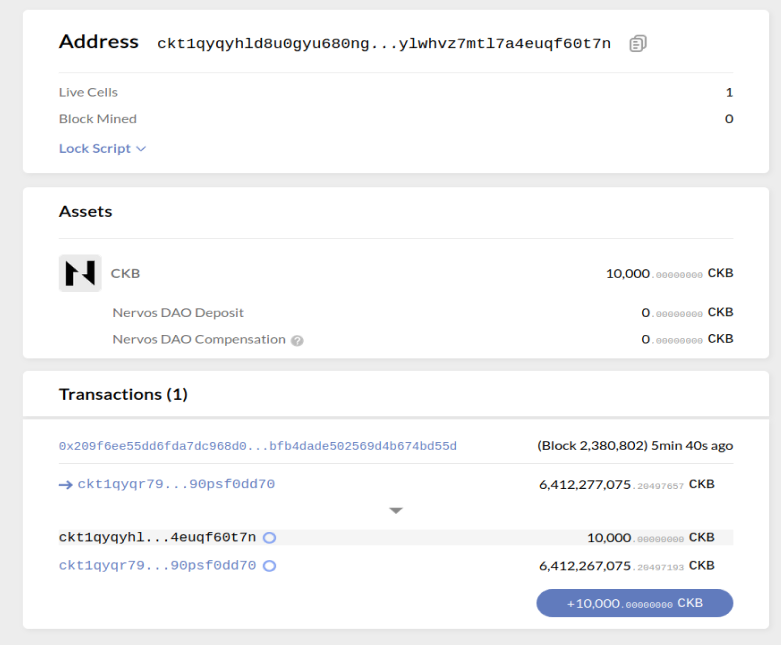 Address ckt1qyqyhld8u0gyu680ng...ylwhvz7mtl7a4euqf60t7n
Live Cells 1
Block Mined 0
Lock Script
Assets
CKB 10,000.00000000 CKB
Nervos DAO Deposit 0.00000000 CKB
Nervos DAO Compensation ? 0.00000000 CKB
Transactions (1)
0x209f6ee55dd6fda7dc968d0...bfb4dade502569d4b674bd55d (Block 2,380,802) 5min 40s ago
→ ckt1qyqr79...90psf0dd70 6,412,277,075.20497657 CKB
ckt1qyqyhl...4euqf60t7n 10,000.00000000 CKB
ckt1qyqr79...90psf0dd70 6,412,267,075.20497193 CKB
+10,000.00000000 CKB